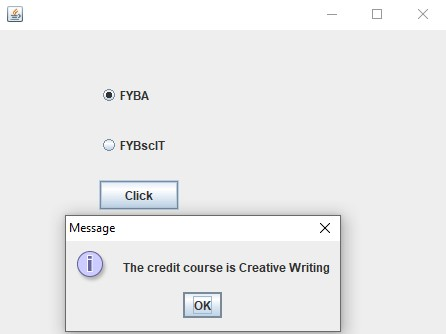 FYBA
FYBscIT
Click
Message
The credit course is Creative Writing
OK